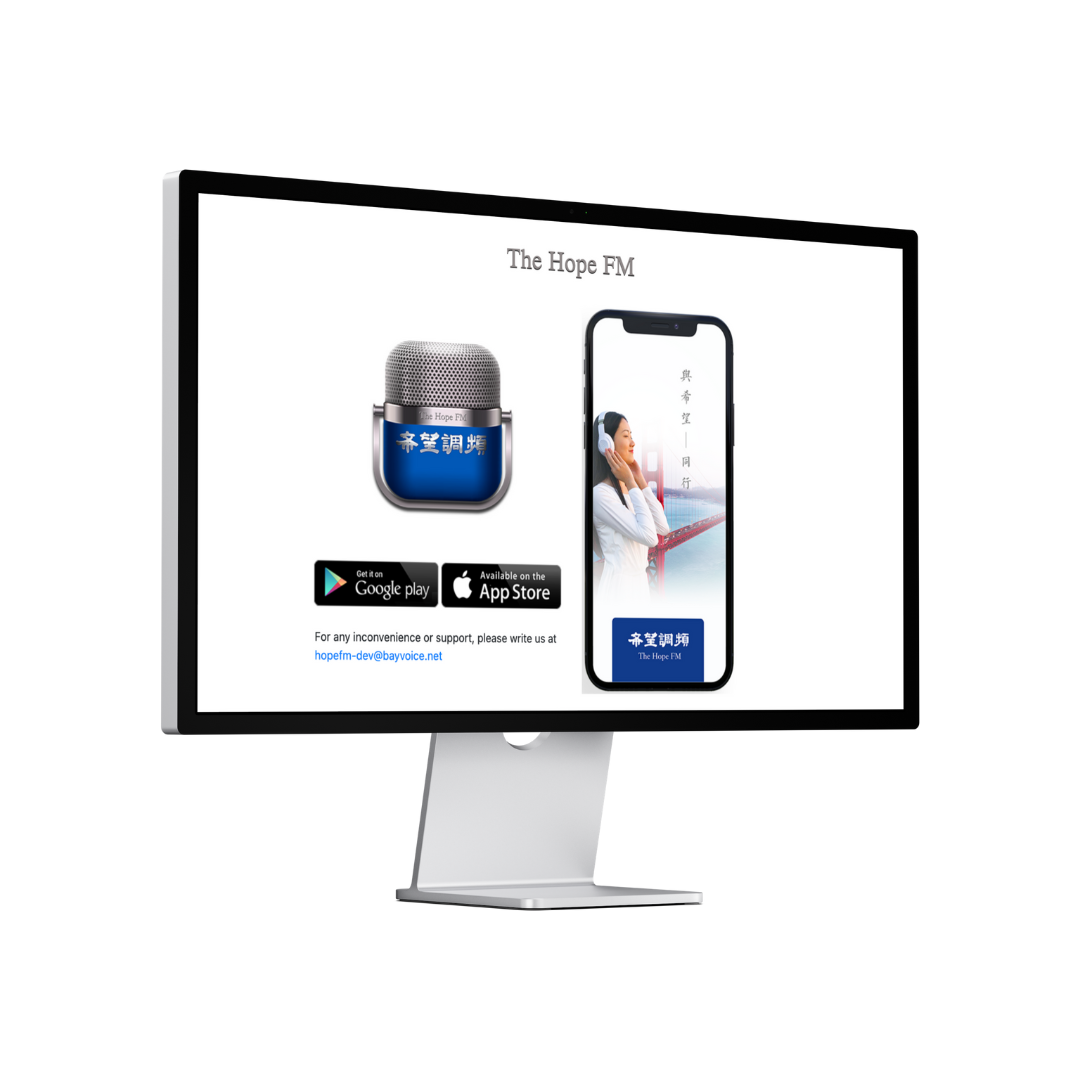 The Hope FM
The Hope FM
希望調頻
Get it on
Google play
Available on the
App Store
For any inconvenience or support, please write us at
hopefm-dev@bayvoice.net
與希望—同行
希望調頻
The Hope FM